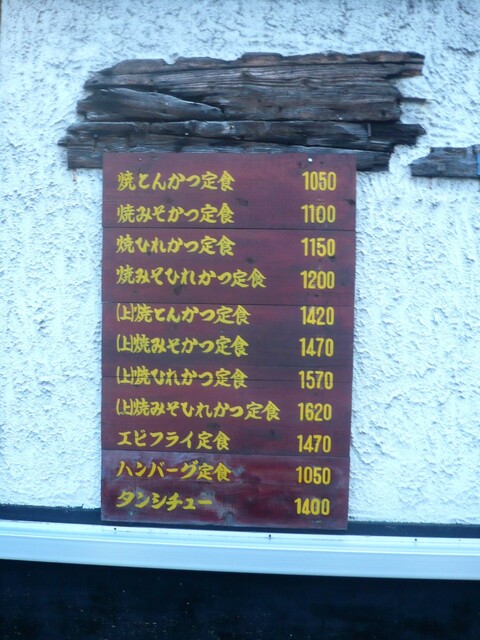 焼とんかつ定食 1050
焼みそかつ定食 1100
焼ひれかつ定食 1150
焼みそひれかつ定食 1200
(上)焼とんかつ定食 1420
(上)焼みそかつ定食 1470
(上)焼ひれかつ定食 1570
(上)焼みそひれかつ定食 1620
エビフライ定食 1470
ハンバーグ定食 1050
タンシチュー 1400